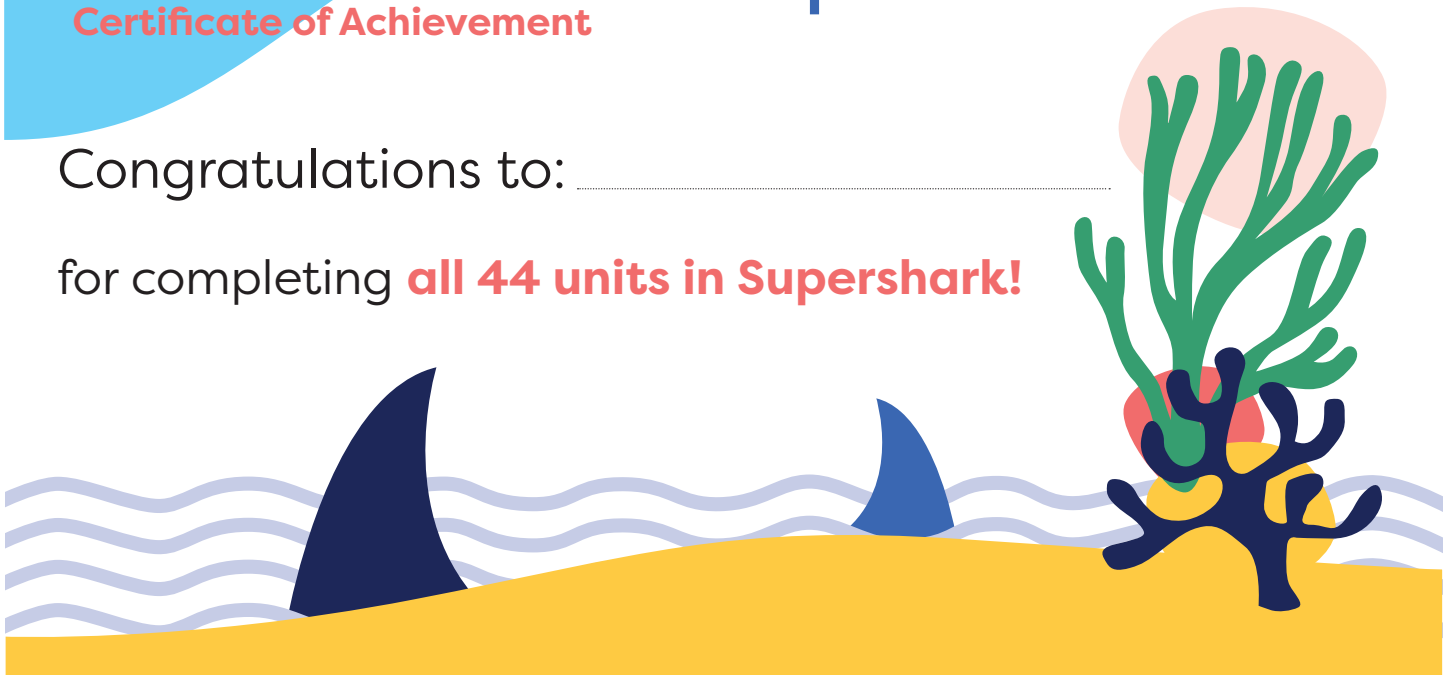 Certificate of Achievement
Congratulations to:
for completing all 44 units in Supershark!